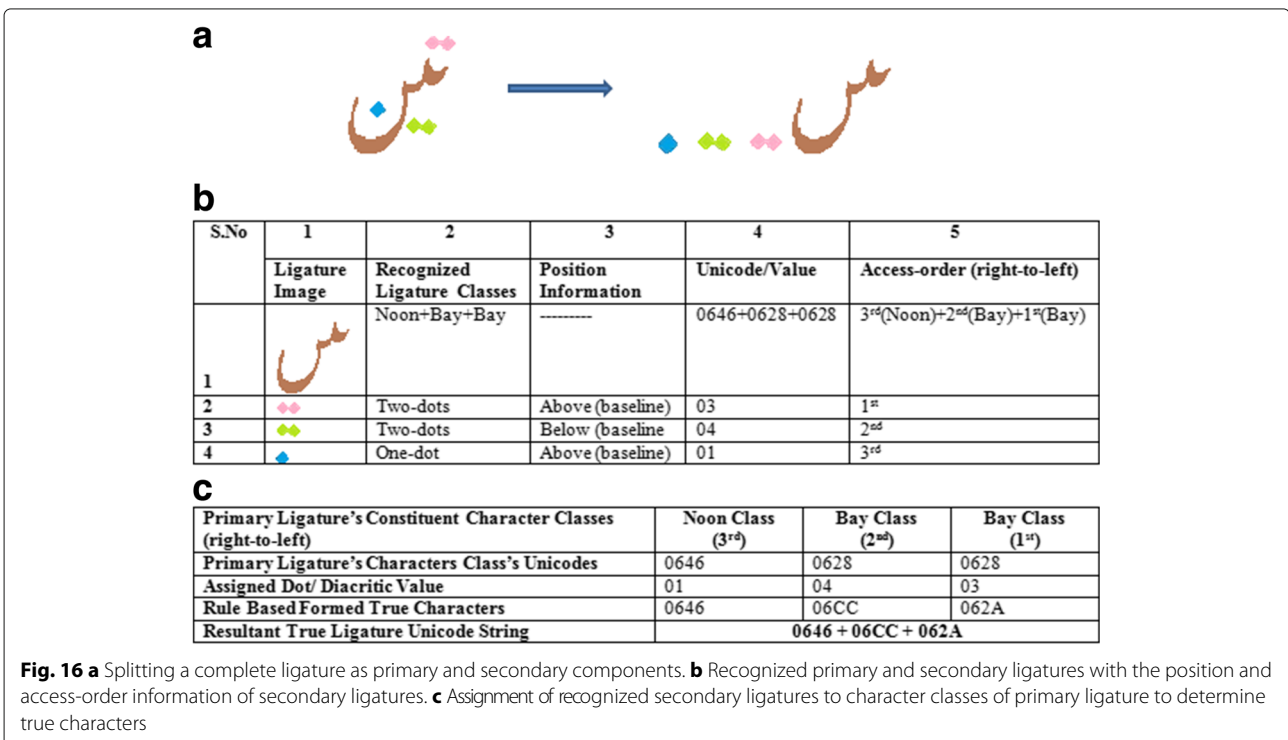 a
b
S.No 1 2 3 4 5
Ligature Image Recognized Ligature Classes Position Information Unicode/Value Access-order (right-to-left)
1 Noon+Bay+Bay --------- 0646+0628+0628 3rd(Noon)+2nd(Bay)+1st(Bay)
2 Two-dots Above (baseline) 03 1st
3 Two-dots Below (baseline 04 2nd
4 One-dot Above (baseline) 01 3rd
c
Primary Ligature's Constituent Character Classes (right-to-left) Noon Class (3rd) Bay Class (2nd) Bay Class (1st)
Primary Ligature's Characters Class's Unicodes 0646 0628 0628
Assigned Dot/ Diacritic Value 01 04 03
Rule Based Formed True Characters 0646 06CC 062A
Resultant True Ligature Unicode String 0646 + 06CC + 062A
Fig. 16 a Splitting a complete ligature as primary and secondary components. b Recognized primary and secondary ligatures with the position and
access-order information of secondary ligatures. c Assignment of recognized secondary ligatures to character classes of primary ligature to determine
true characters